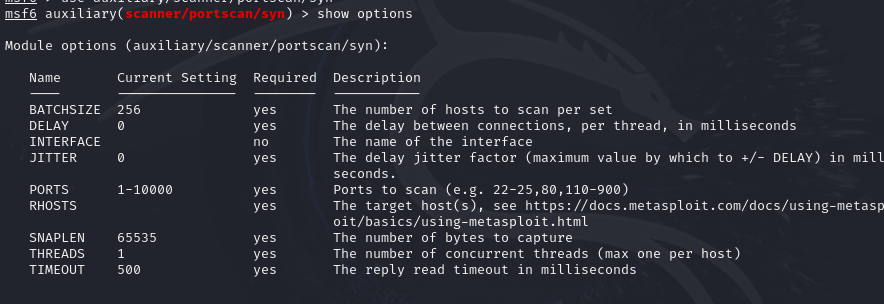 msf6 > use auxiliary/scanner/portscan/syn
msf6 auxiliary(scanner/portscan/syn) > show options
Module options (auxiliary/scanner/portscan/syn):
Name Current Setting Required Description
BATCHSIZE 256 yes The number of hosts to scan per set
DELAY 0 yes The delay between connections, per thread, in milliseconds
INTERFACE no The name of the interface
JITTER 0 yes The delay jitter factor (maximum value by which to +/- DELAY) in mill
seconds.
PORTS 1-10000 yes Ports to scan (e.g. 22-25,80,110-900)
RHOSTS yes The target host(s), see https://docs.metasploit.com/docs/using-metasp
oit/basics/using-metasploit.html
SNAPLEN 65535 yes The number of bytes to capture
THREADS 1 yes The number of concurrent threads (max one per host)
TIMEOUT 500 yes The reply read timeout in milliseconds